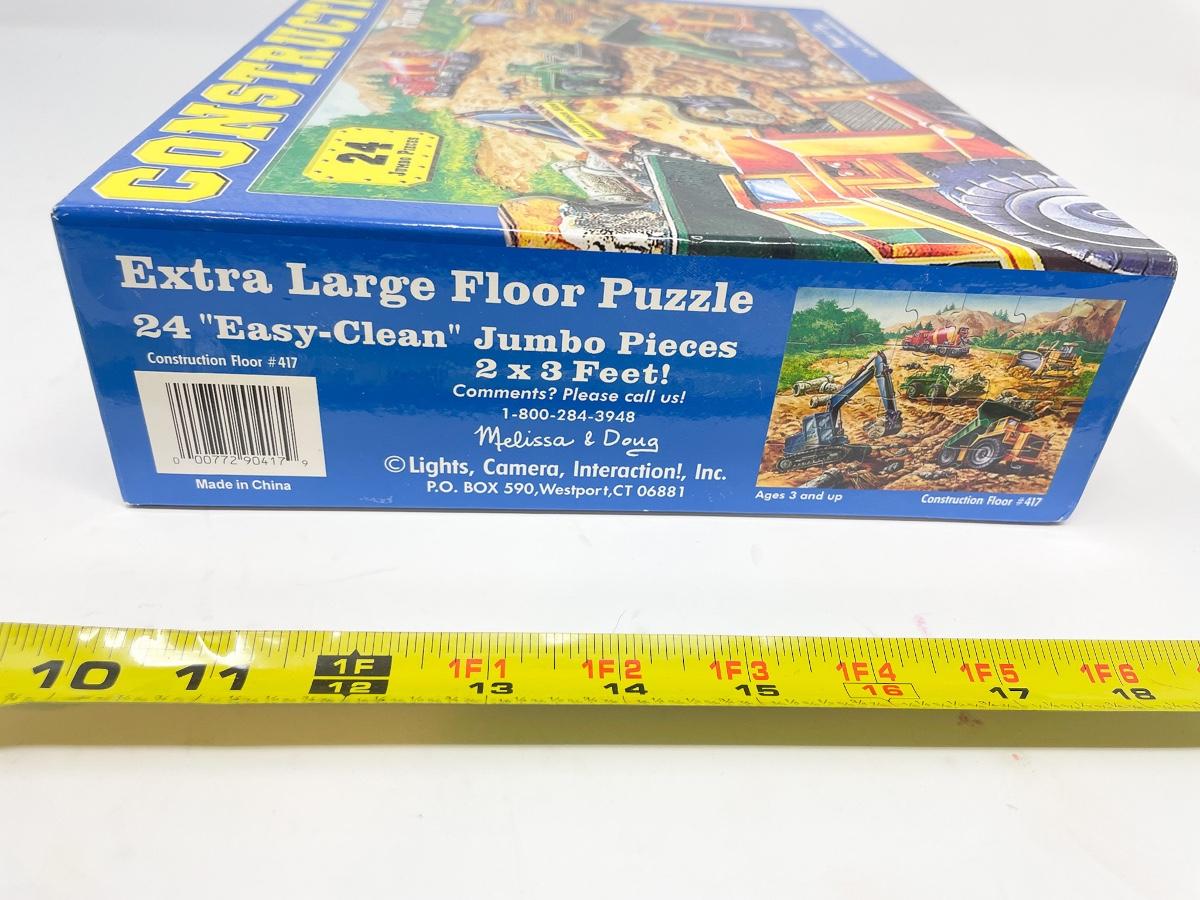 CONSTRUCTI
24
JUMBO PIECES
Extra Large Floor Puzzle
24 "Easy-Clean" Jumbo Pieces
2 x 3 Feet!
Construction Floor #417
0 00772 90417 9
Made in China
Comments? Please call us!
1-800-284-3948
Melissa & Doug
©Lights, Camera, Interaction!, Inc.
P.O. BOX 590,Westport,CT 06881
Ages 3 and up
Construction Floor #417
10 11 1F 1F1 1F2 1F3 1F4 1F5 1F6
12 13 14 15 16 17 18